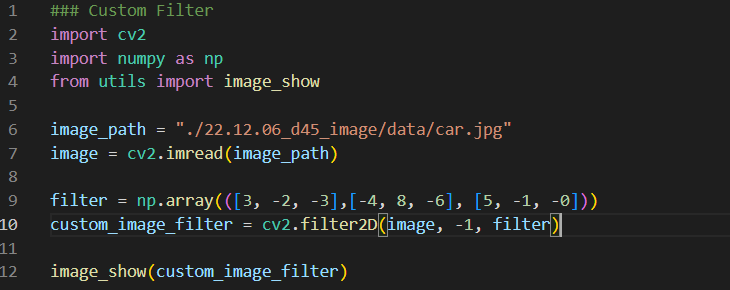 1 ### Custom Filter
2 import cv2
3 import numpy as np
4 from utils import image_show
5
6 image_path = "./22.12.06_d45_image/data/car.jpg"
7 image = cv2.imread(image_path)
8
9 filter = np.array(([3, -2, -3],[-4, 8, -6], [5, -1, -0]))
10 custom_image_filter = cv2.filter2D(image, -1, filter)
11
12 image_show(custom_image_filter)